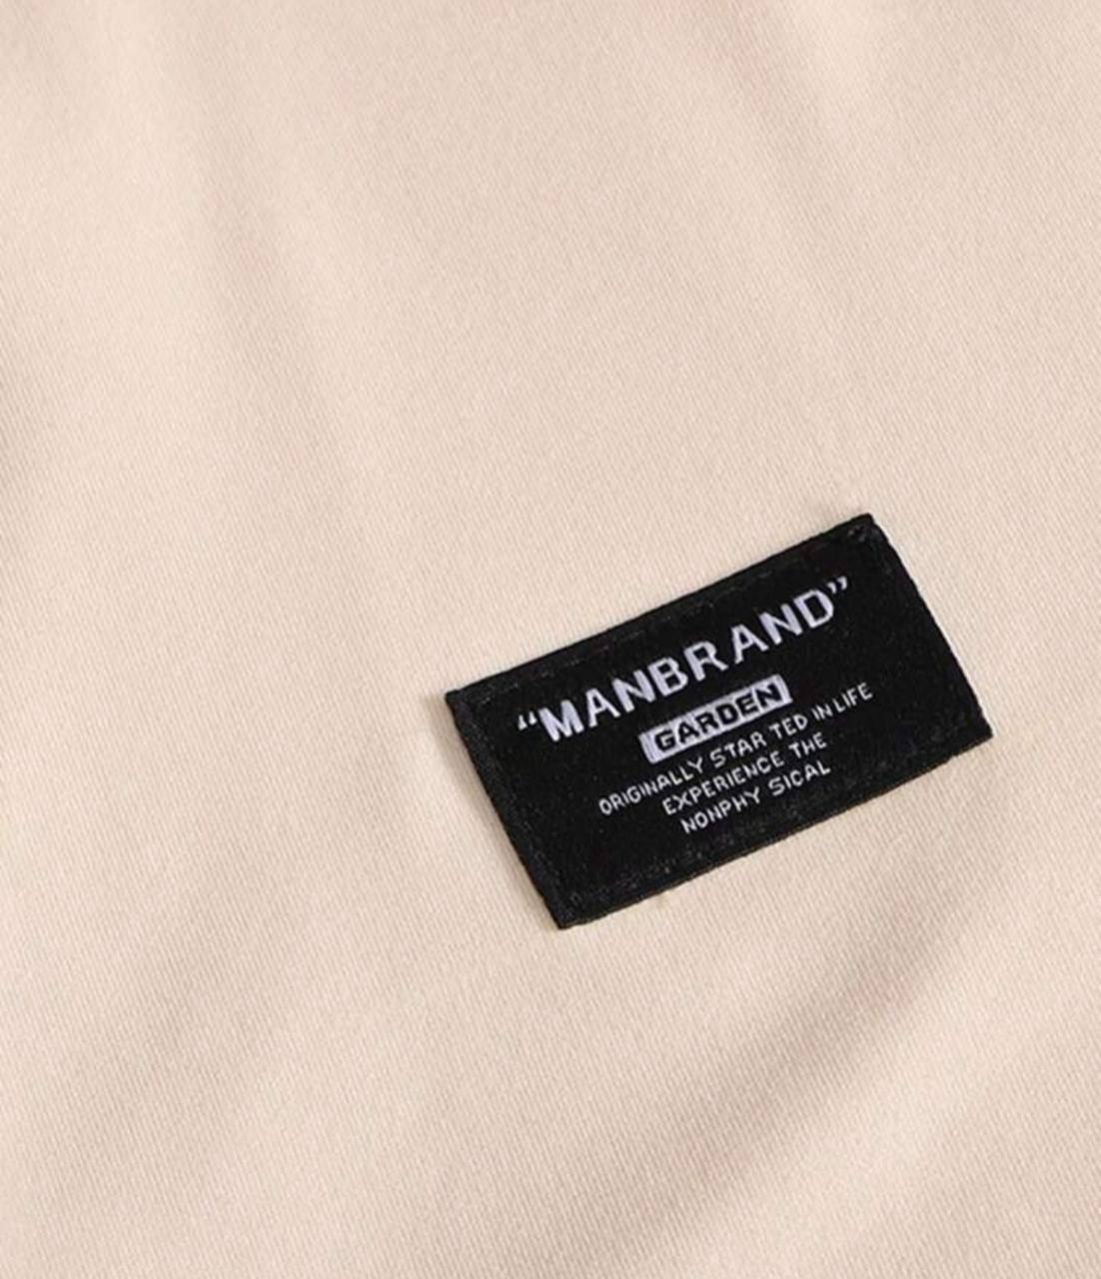 “MANBRAND”
GARDEN
ORIGINALLY STAR TED IN LIFE
EXPERIENCE THE
NONPHY SICAL